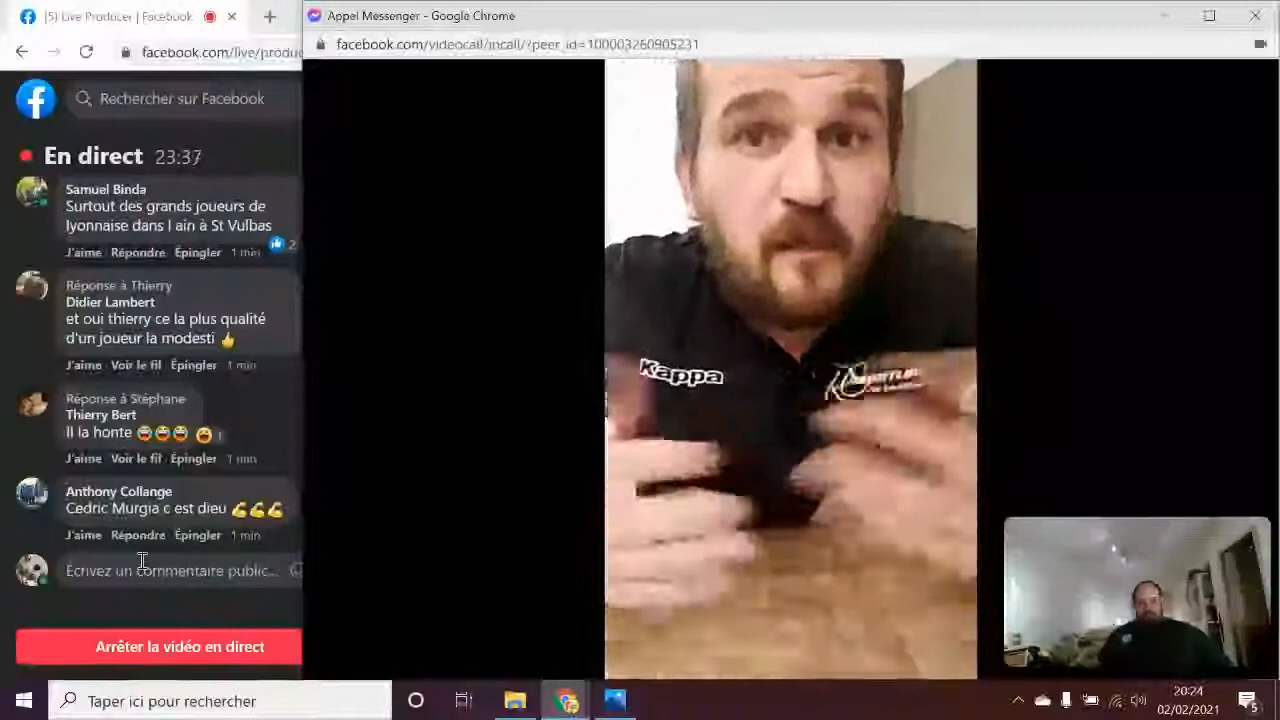 (5) Live Producer | Facebook
Appel Messenger - Google Chrome
facebook.com/live/produc
facebook.com/videocall/incall/?peer_id=100003260905231
Rechercher sur Facebook
En direct 23:37
Samuel Binda
Surtout des grands joueurs de
lyonnaise dans l ain à St Vulbas
2
J'aime Répondre Épingler 1 min
Réponse à Thierry
Didier Lambert
et oui thierry ce la plus qualité
d'un joueur la modesti 👍
J'aime Voir le fil Épingler 1 min
Réponse à Stéphane
Thierry Bert
Il la honte 😂😂😂
1
J'aime Voir le fil Épingler 1 min
Anthony Collange
Cedric Murgia c est dieu 💪💪💪
J'aime Répondre Épingler 1 min
Ecrivez un commentaire public...
Arrêter la vidéo en direct
Kappa
Taper ici pour rechercher
20:24
02/02/2021
5